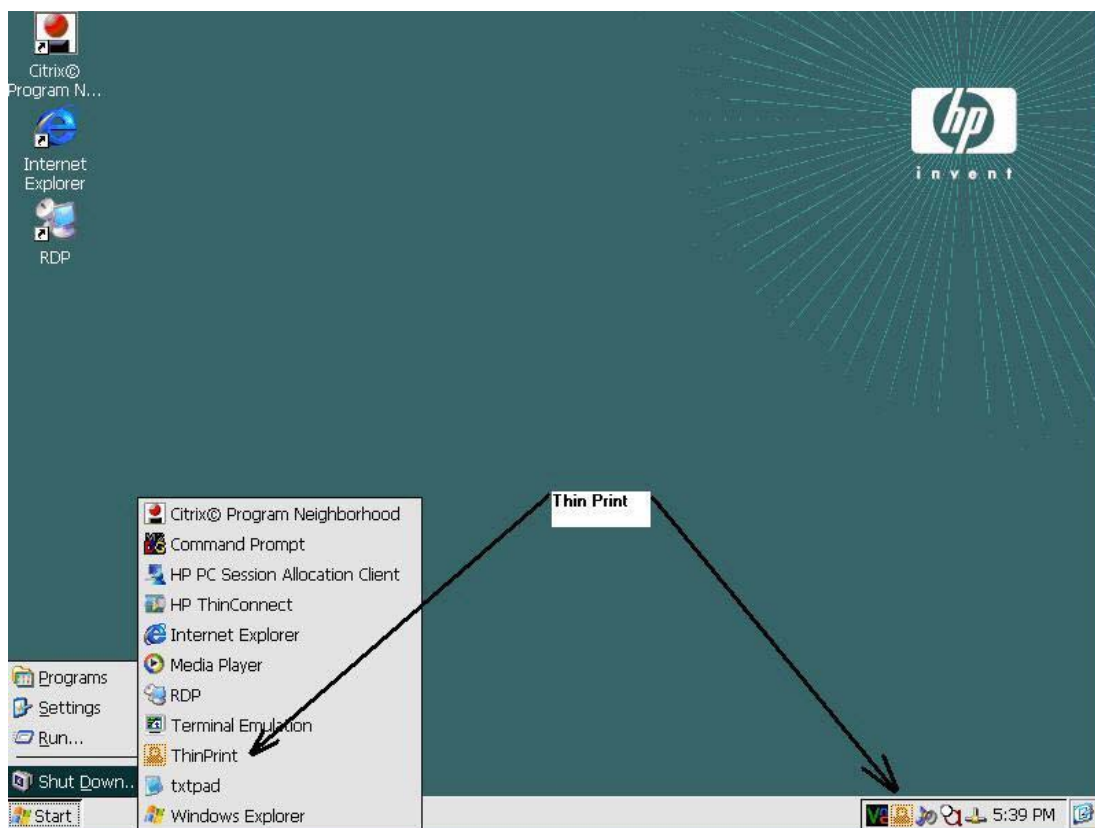 Citrix©
Program N...
Internet
Explorer
RDP
hp
invent
Thin Print
Citrix© Program Neighborhood
Command Prompt
HP PC Session Allocation Client
HP ThinConnect
Internet Explorer
Media Player
RDP
Terminal Emulation
ThinPrint
txtpad
Windows Explorer
Programs
Settings
Run...
Shut Down..
Start
5:39 PM